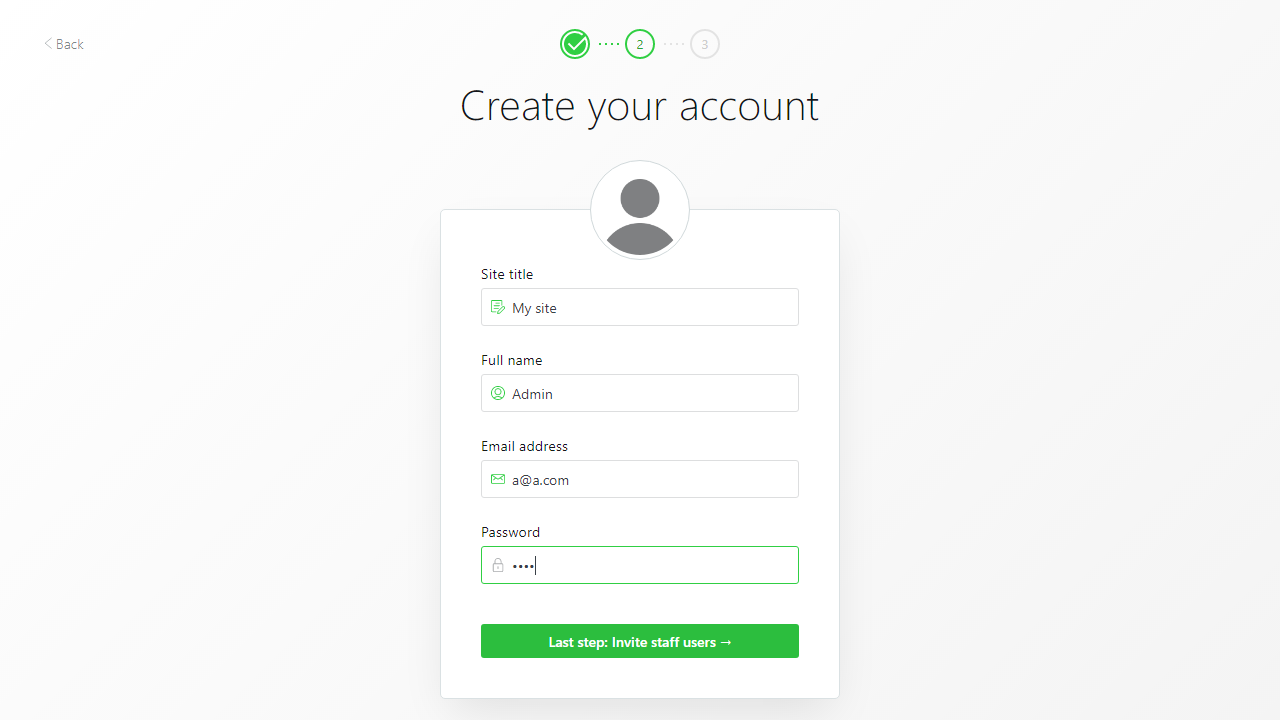 Back
2
3
Create your account
Site title
My site
Full name
Admin
Email address
a@a.com
Password
••••
Last step: Invite staff users →